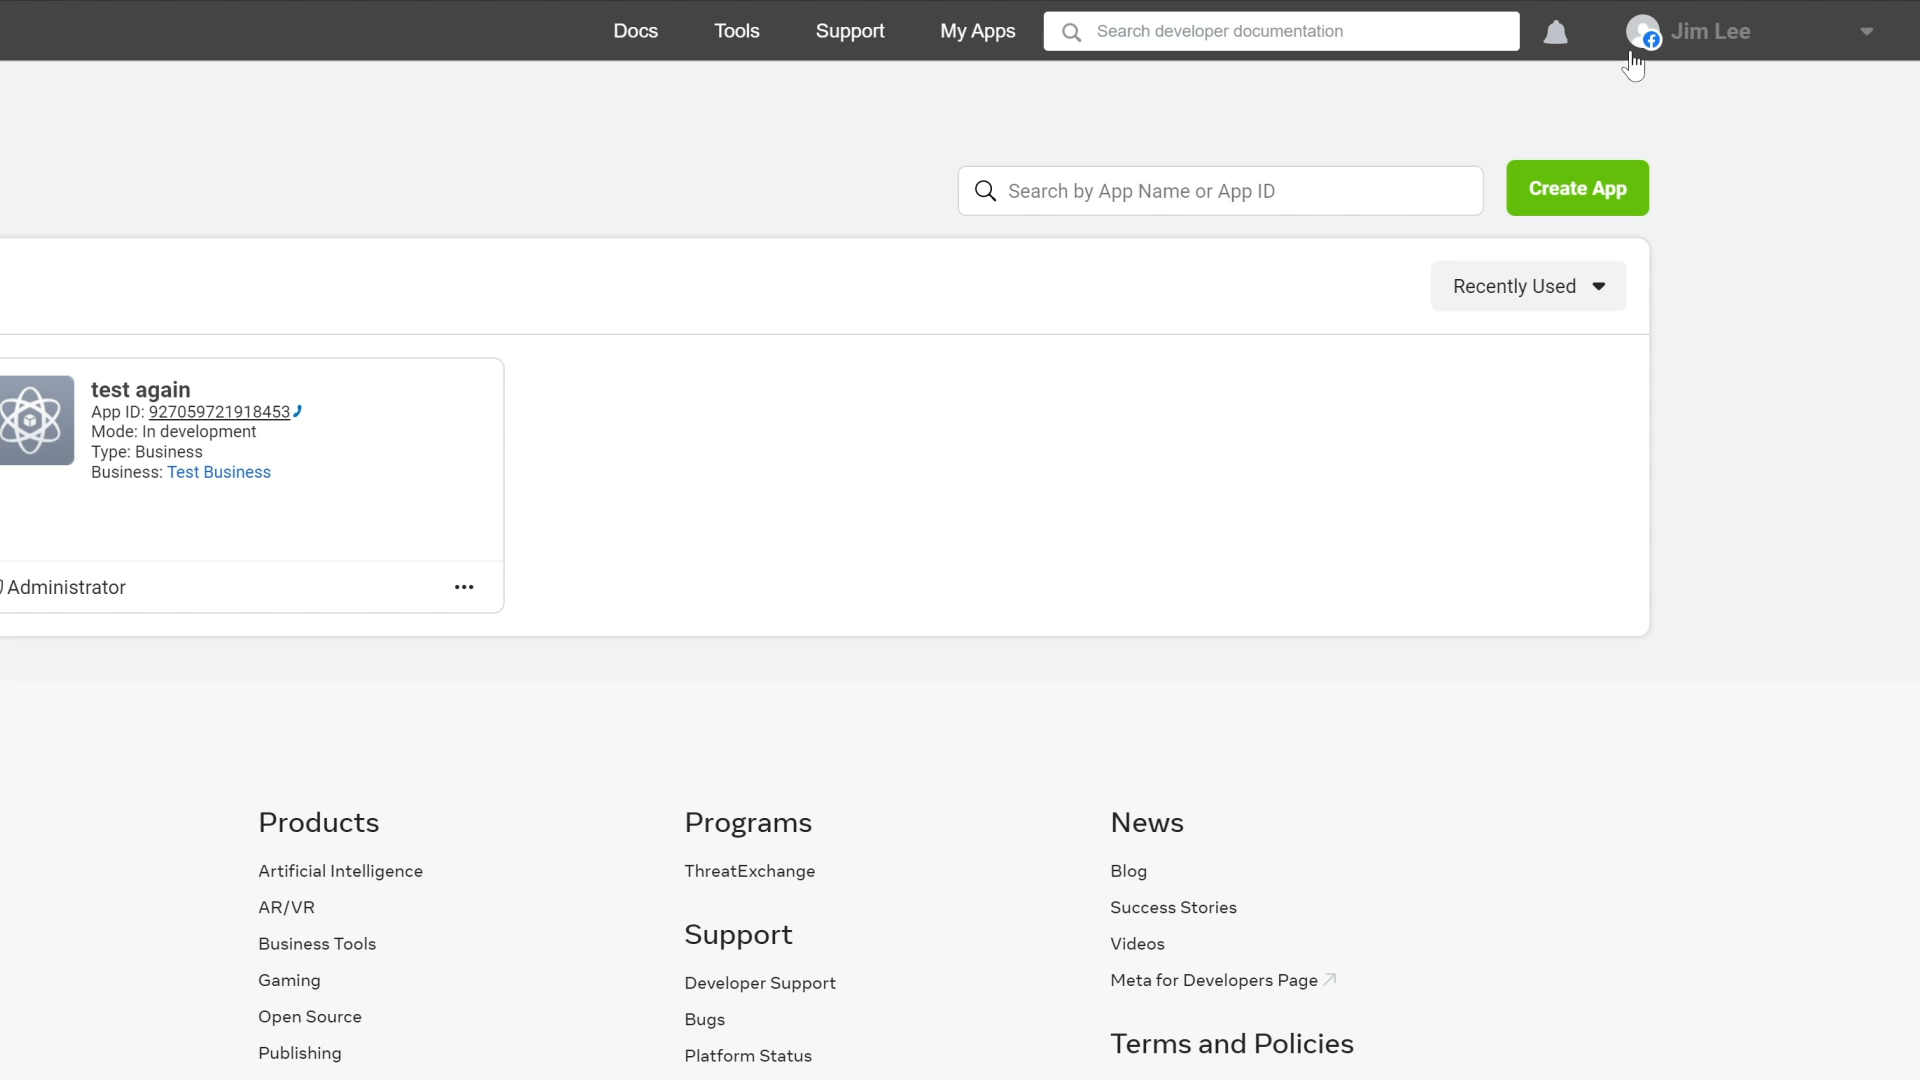 Docs Tools Support My Apps Search developer documentation Jim Lee
Search by App Name or App ID Create App
Recently Used
test again
App ID: 927059721918453
Mode: In development
Type: Business
Business: Test Business
Administrator
Products
Artificial Intelligence
AR/VR
Business Tools
Gaming
Open Source
Publishing
Programs
ThreatExchange
Support
Developer Support
Bugs
Platform Status
News
Blog
Success Stories
Videos
Meta for Developers Page
Terms and Policies